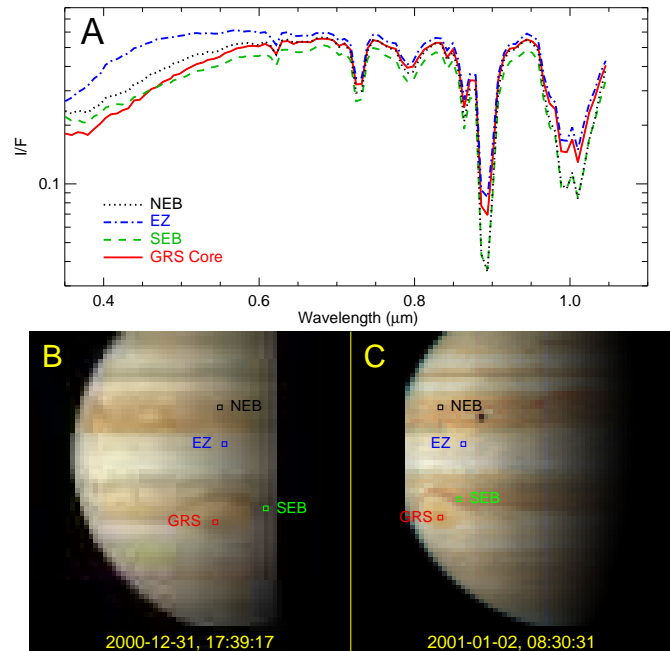 A
I/F
0.1
NEB
EZ
SEB
GRS Core
0.4 0.6 0.8 1.0
Wavelength (μm)
B
NEB
EZ
GRS
SEB
2000-12-31, 17:39:17
C
NEB
EZ
SEB
GRS
2001-01-02, 08:30:31